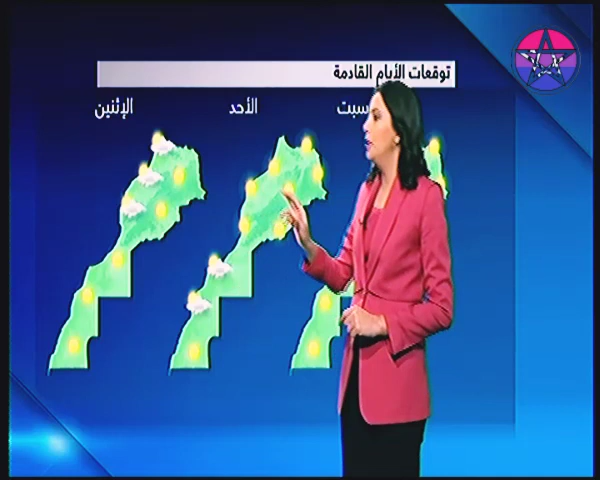 توقعات الأيام القادمة
سبت
الأحد
الإثنين